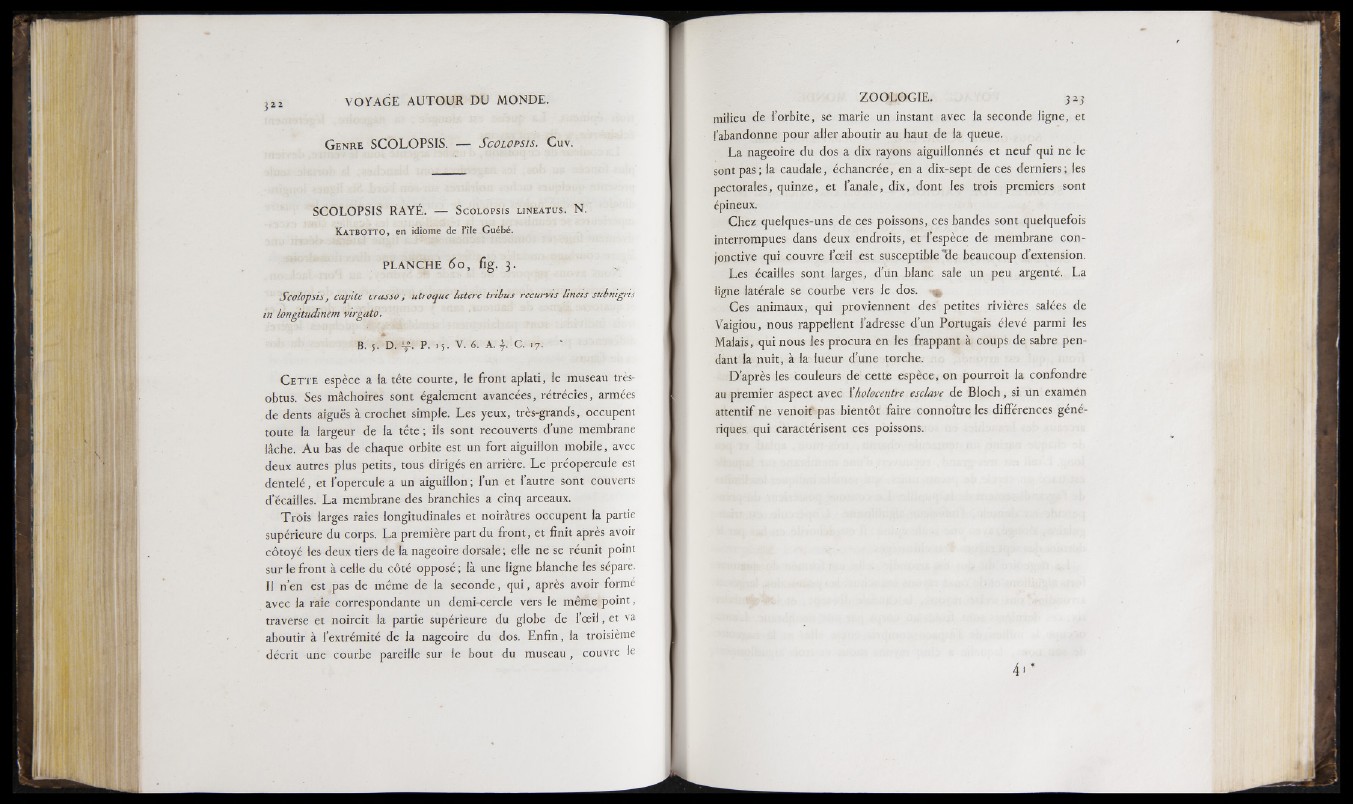 322 VOYAGE AUTOUR DU MONDE.
GENRE SCOLOPSIS. — SCOLOPSIS. Cuv.
SCOLOPSIS RAYÉ. — SCOLOPSIS LINEATUS. N.
KATBOTTO, en idiome de l'île Guébé.
PLANCHE 60, fig. 3.
Scolopsis, capite crasso, utroque latere tribus recurvis lineis subnigris
in longitudinem virgato.
B. 5. D. P. 15. V. 6. A. C. 17.
CETTE espèce a la tête courte, le front aplati, le museau très-
obtus. Ses mâchoires sont également avancées, rétrécies, armées
de dents aiguës à crochet simple. Les yeux, très-grands, occupent
toute la largeur de la tête; ils sont recouverts d'une membrane
lâche. Au bas de chaque orbite est un fort aiguillon mobile, avec
deux autres plus petits, tous dirigés en arrière. Le préopercule est
dentelé, et l'opercule a un aiguillon; l'un et l'autre sont couverts
d'écailles. La membrane des branchies a cinq arceaux.
Trois larges raies longitudinales et noirâtres occupent la partie
supérieure du corps. La première part du front, et finit après avoir
côtoyé les deux tiers de la nageoire dorsale; elle ne se réunit point
sur le front à celle du côté opposé; là une ligne blanche les sépare.
Il n'en est pas de même de la seconde, qui, après avoir formé
avec la raie correspondante un demi-cercle vers le même point,
traverse et noircit la partie supérieure du globe de l'œil, et va
aboutir à l'extrémité de la nageoire du dos. Enfin, la troisième
décrit une courbe pareille sur le bout du museau, couvre le
ZOOLOGIE. 323
milieu de l'orbite, se marie un instant avec la seconde ligne, et
l'abandonne pour aller aboutir au haut de la queue.
La nageoire du dos a dix rayons aiguillonnés et neuf qui ne le
sont pas; la caudale, échancrée, en a dix-sept de ces derniers; les
pectorales, quinze, et l'anale, dix, dont les trois premiers sont
épineux.
Chez quelques-uns de ces poissons, ces bandes sont quelquefois
interrompues dans deux endroits, et l'espèce de membrane con-
jonctive qui couvre l'œil est susceptible de beaucoup d'extension.
Les écailles sont larges, d'un blanc sale un peu argenté. La
ligne latérale se courbe vers le dos.
Ces animaux, qui proviennent des petites rivières salées de
Vaigiou, nous rappellent l'adresse d'un Portugais élevé parmi les
Malais, qui nous les procura en les frappant à coups de sabre pen-
dant la nuit, à la lueur d'une torche.
D'après les couleurs de cette espèce, on pourroit la confondre
au premier aspect avec l'holocentre esclave de Bloch, si un examen
attentif ne venoit pas bientôt faire connoître les différences géné-
riques qui caractérisent ces poissons.
41*